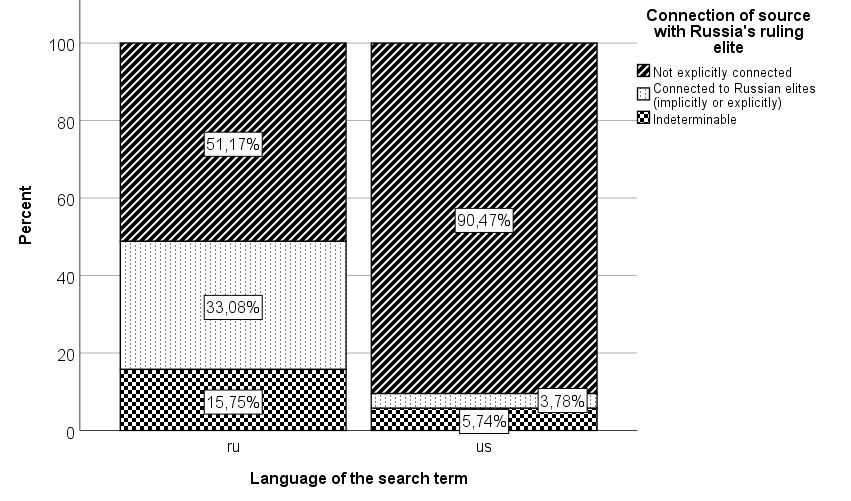 Connection of source
with Russia's ruling
elite
Not explicitly connected
Connected to Russian elites
(implicitly or explicitly)
Indeterminable
Percent
100
80
60
40
20
0
51,17%
33,08%
15,75%
90,47%
3,78%
5,74%
ru
us
Language of the search term